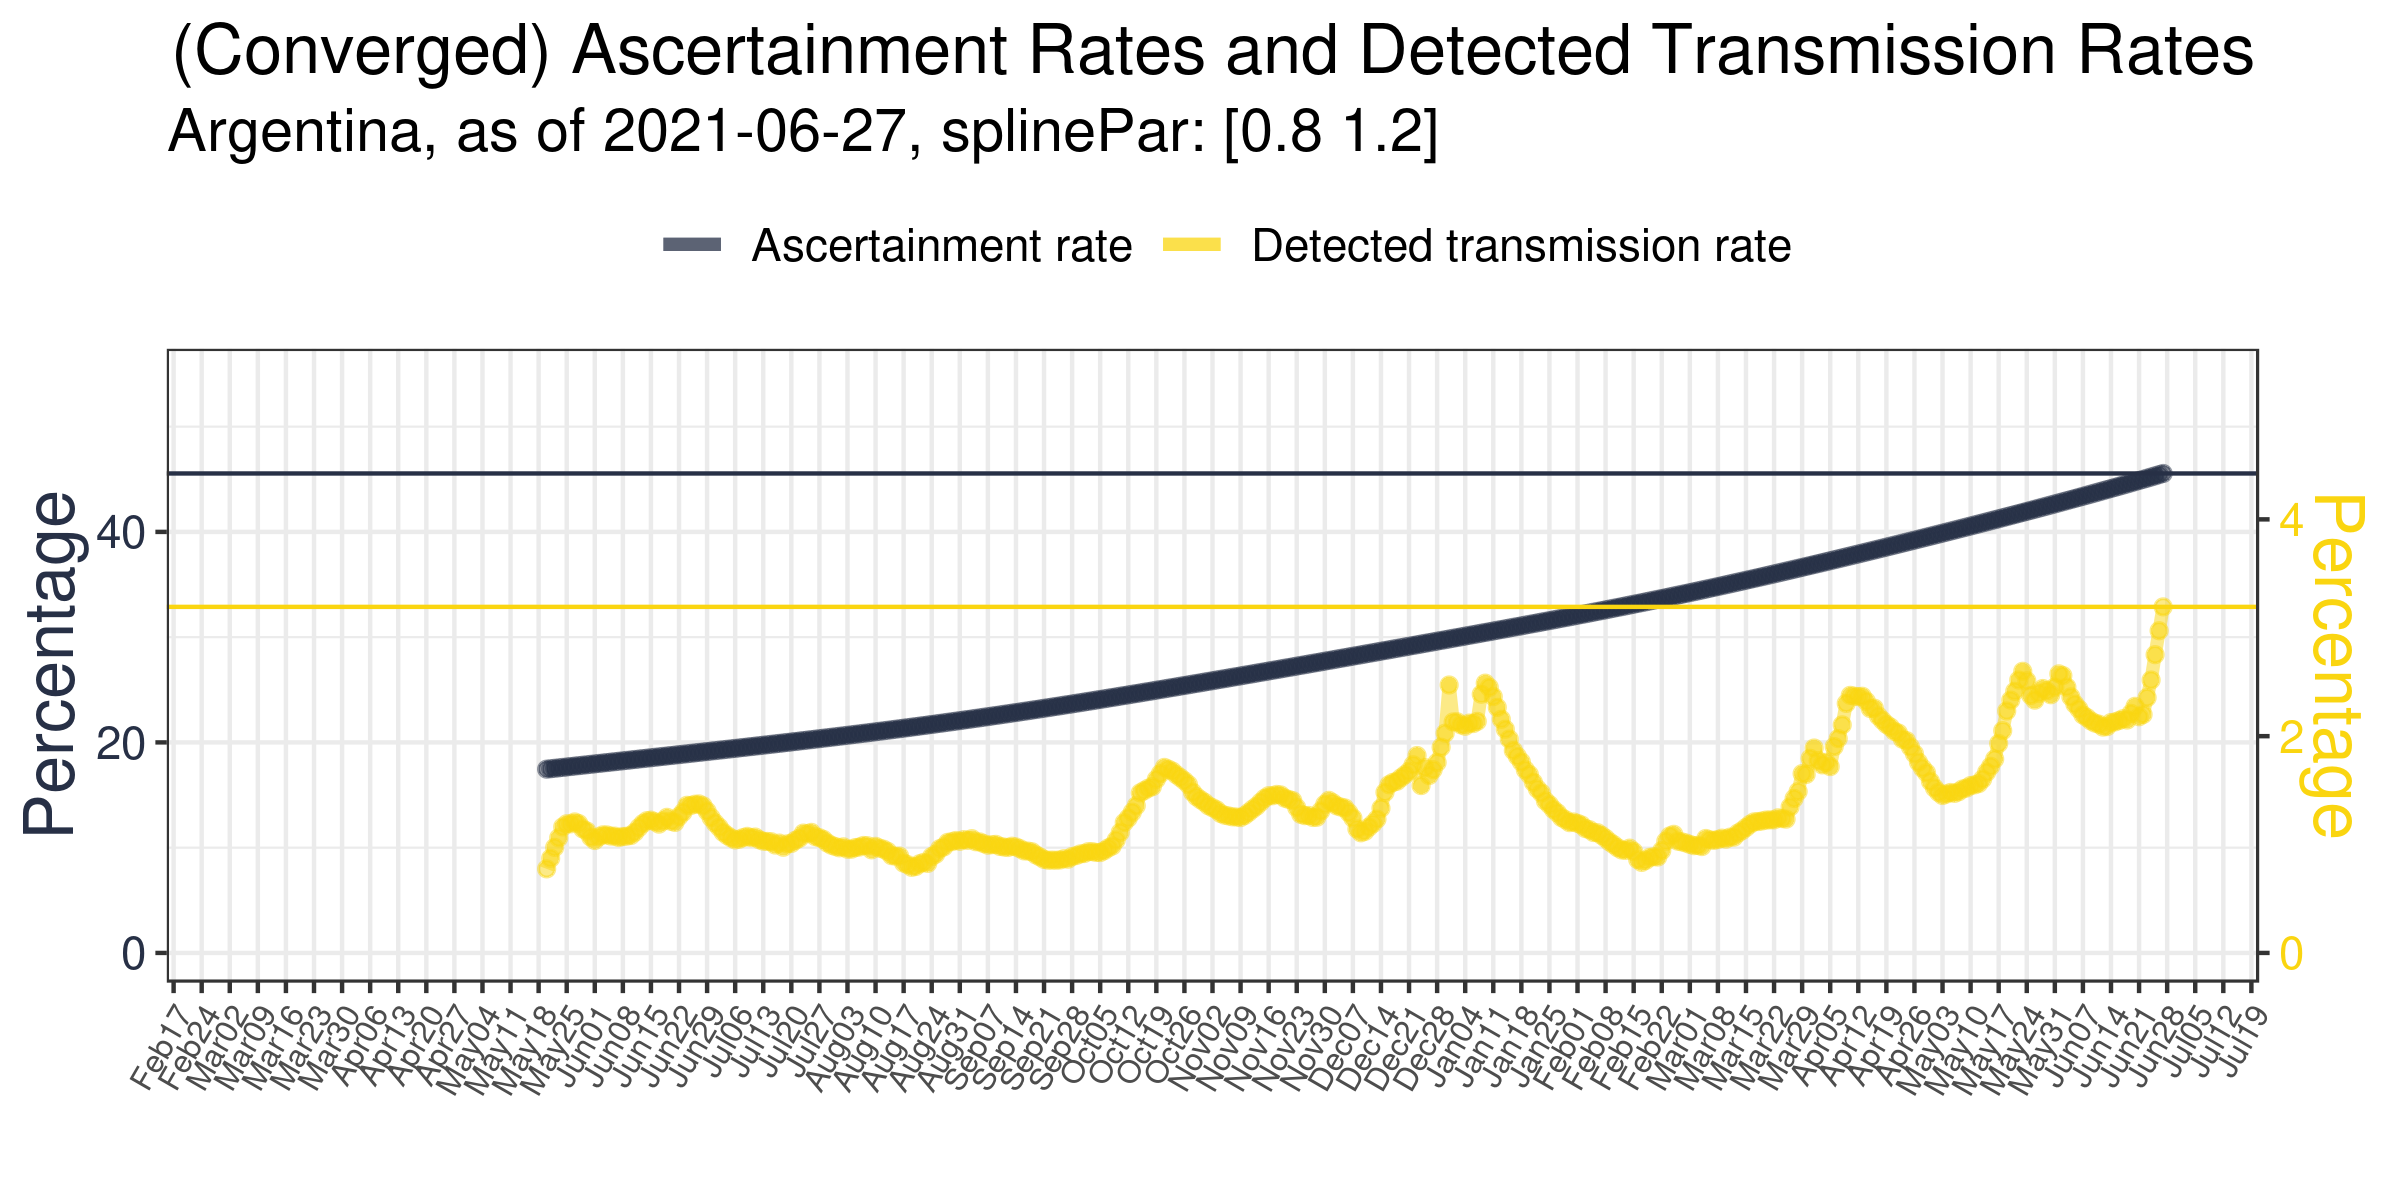 (Converged) Ascertainment Rates and Detected Transmission Rates
Argentina, as of 2021-06-27, splinePar: [0.8 1.2]
Ascertainment rate Detected transmission rate
Percentage
40
20
0
4
2
0
Percentage
Feb17 Feb24 Mar02 Mar09 Mar16 Mar23 Mar30 Apr06 Apr13 Apr20 Apr27 May04 May11 May18 May25 Jun01 Jun08 Jun15 Jun22 Jun29 Jul06 Jul13 Jul20 Jul27 Aug03 Aug10 Aug17 Aug24 Aug31 Sep07 Sep14 Sep21 Sep28 Oct05 Oct12 Oct19 Oct26 Nov02 Nov09 Nov16 Nov23 Nov30 Dec07 Dec14 Dec21 Dec28 Jan04 Jan11 Jan18 Jan25 Feb01 Feb08 Feb15 Feb22 Mar01 Mar08 Mar15 Mar22 Mar29 Apr05 Apr12 Apr19 Apr26 May03 May10 May17 May24 May31 Jun07 Jun14 Jun21 Jun28 Jul05 Jul12 Jul19